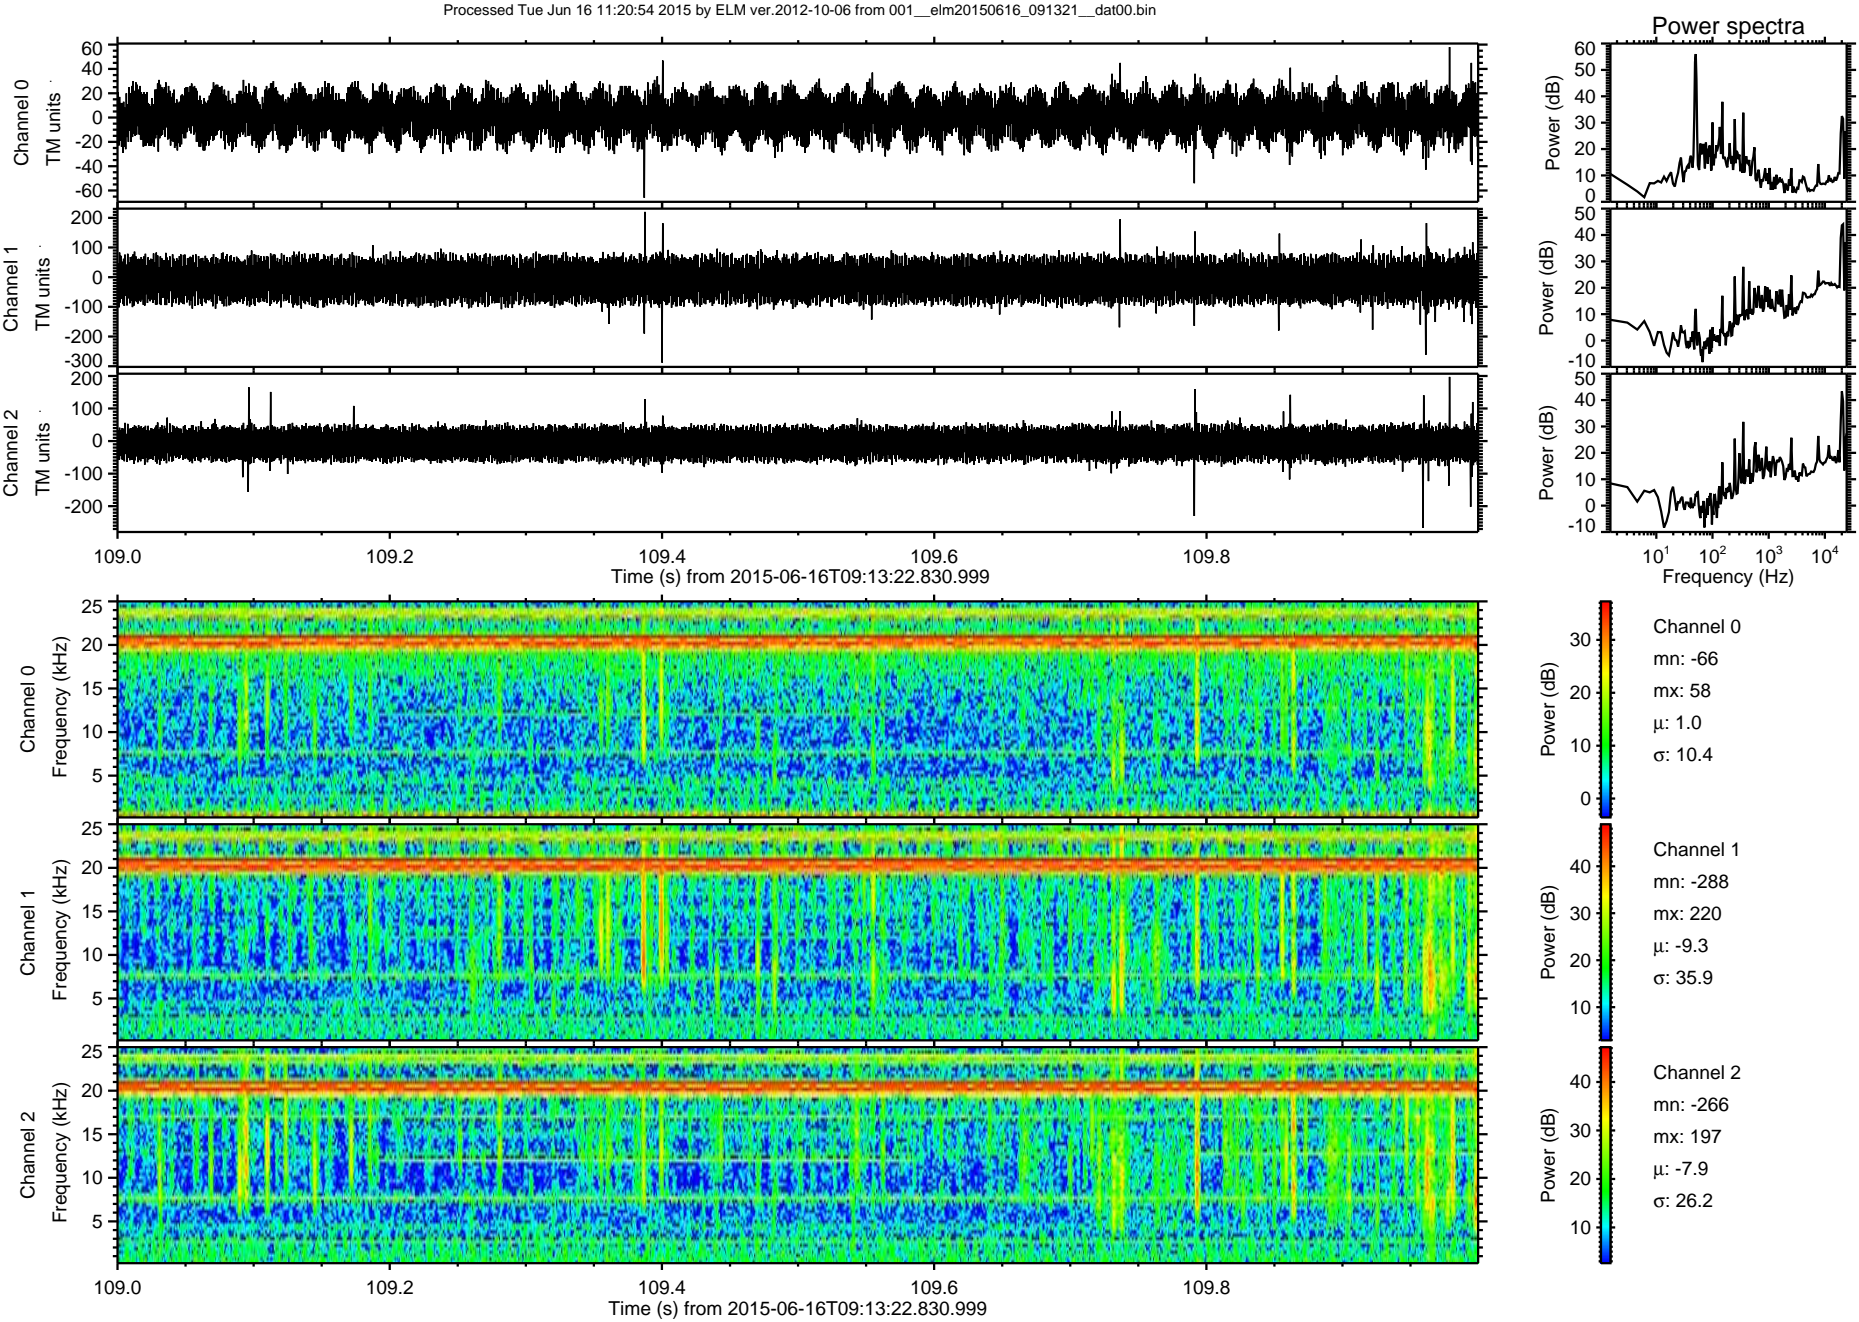 Processed Tue Jun 16 11:20:54 2015 by ELM ver.2012-10-06 from 001__elm20150616_091321__dat00.bin
Power spectra
Channel 0
TM units
60
40
20
0
-20
-40
-60
Power (dB)
60
50
40
30
20
10
0
Channel 1
TM units
200
100
0
-100
-200
-300
Power (dB)
50
40
30
20
10
0
-10
Channel 2
TM units
200
100
0
-100
-200
Power (dB)
50
40
30
20
10
0
-10
109.0 109.2 109.4 109.6 109.8
Time (s) from 2015-06-16T09:13:22.830.999
10¹ 10² 10³ 10⁴
Frequency (Hz)
Channel 0
Frequency (kHz)
25
20
15
10
5
Power (dB)
30
20
10
0
Channel 0
mn: -66
mx: 58
μ: 1.0
σ: 10.4
Channel 1
Frequency (kHz)
25
20
15
10
5
Power (dB)
40
30
20
10
Channel 1
mn: -288
mx: 220
μ: -9.3
σ: 35.9
Channel 2
Frequency (kHz)
25
20
15
10
5
Power (dB)
40
30
20
10
Channel 2
mn: -266
mx: 197
μ: -7.9
σ: 26.2
109.0 109.2 109.4 109.6 109.8
Time (s) from 2015-06-16T09:13:22.830.999